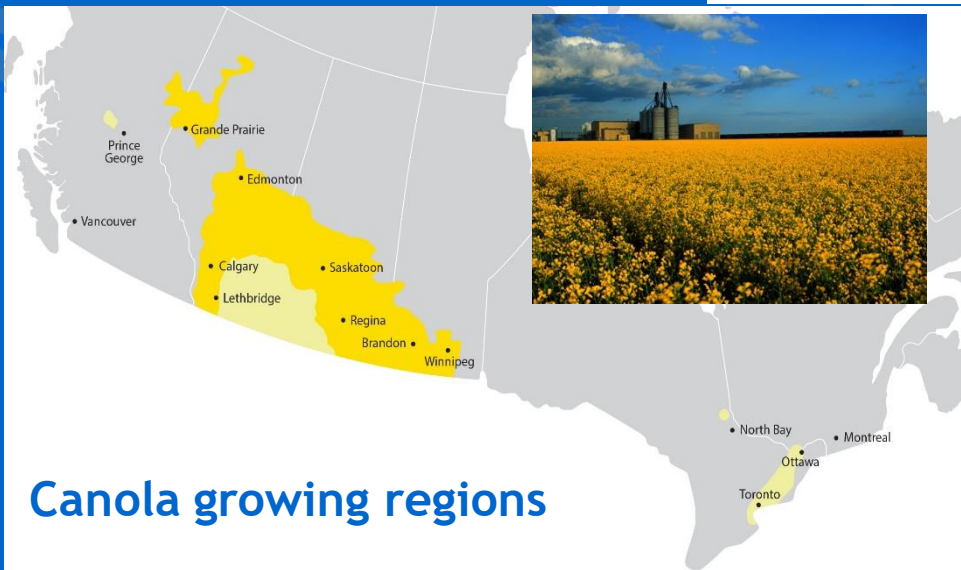 Grande Prairie
Prince
George
Edmonton
Vancouver
Calgary
Saskatoon
Lethbridge
Regina
Brandon
Winnipeg
North Bay
Montreal
Ottawa
Toronto
Canola growing regions